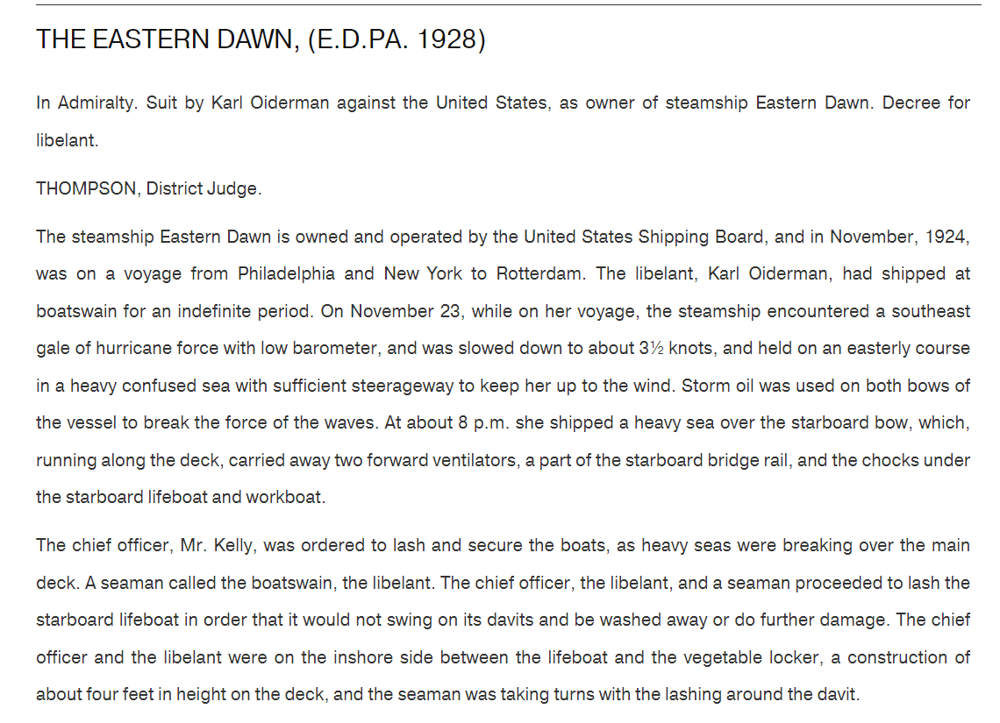 THE EASTERN DAWN, (E.D.PA. 1928)
In Admiralty. Suit by Karl Oiderman against the United States, as owner of steamship Eastern Dawn. Decree for
libelant.
THOMPSON, District Judge.
The steamship Eastern Dawn is owned and operated by the United States Shipping Board, and in November, 1924,
was on a voyage from Philadelphia and New York to Rotterdam. The libelant, Karl Oiderman, had shipped at
boatswain for an indefinite period. On November 23, while on her voyage, the steamship encountered a southeast
gale of hurricane force with low barometer, and was slowed down to about 3½ knots, and held on an easterly course
in a heavy confused sea with sufficient steerageway to keep her up to the wind. Storm oil was used on both bows of
the vessel to break the force of the waves. At about 8 p.m. she shipped a heavy sea over the starboard bow, which,
running along the deck, carried away two forward ventilators, a part of the starboard bridge rail, and the chocks under
the starboard lifeboat and workboat.
The chief officer, Mr. Kelly, was ordered to lash and secure the boats, as heavy seas were breaking over the main
deck. A seaman called the boatswain, the libelant. The chief officer, the libelant, and a seaman proceeded to lash the
starboard lifeboat in order that it would not swing on its davits and be washed away or do further damage. The chief
officer and the libelant were on the inshore side between the lifeboat and the vegetable locker, a construction of
about four feet in height on the deck, and the seaman was taking turns with the lashing around the davit.